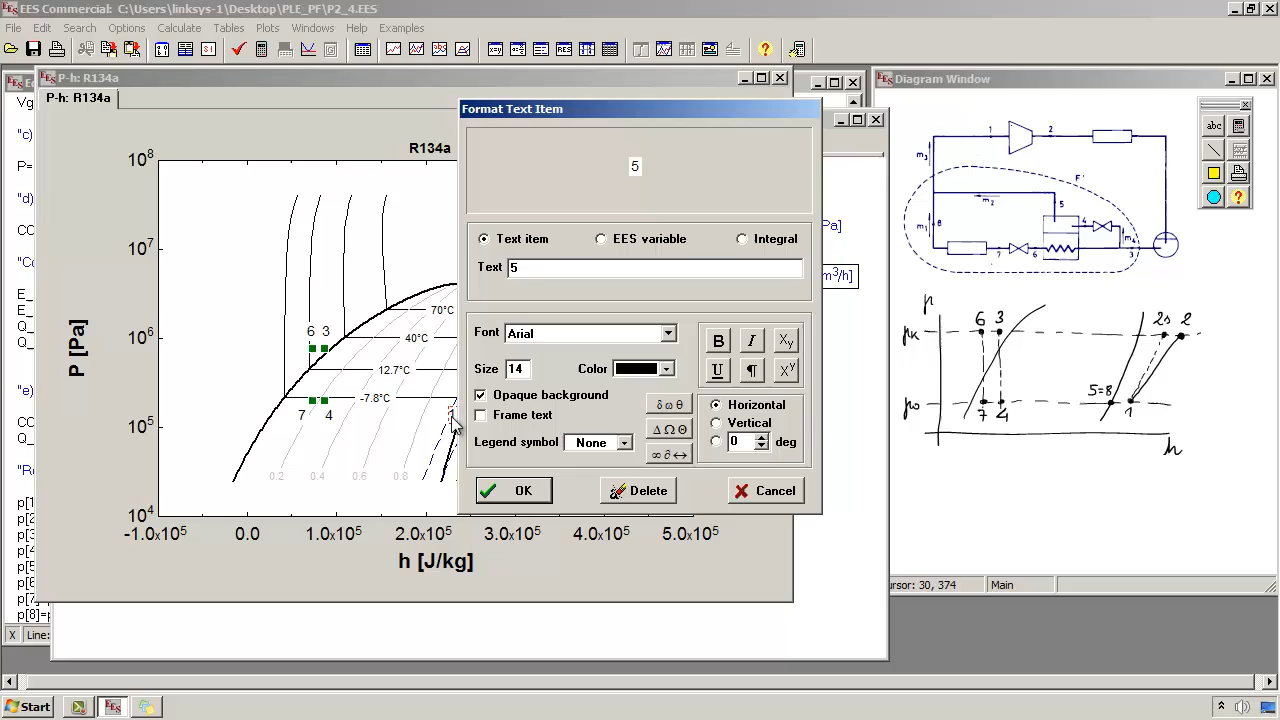 EES Commercial: C:\Users\linksys-1\Desktop\PLE_PF\P2_4.EES
File Edit Search Options Calculate Tables Plots Windows Help Examples
P-h: R134a
P-h: R134a
Diagram Window
Format Text Item
5
Text item
EES variable
Integral
Text 5
Font Arial
Size 14
Color
Opaque background
Frame text
Legend symbol None
B I
U ¶
δ ω θ
Δ Ω Θ
∞ ∂ ↔
Horizontal
Vertical
0 deg
OK
Delete
Cancel
R134a
10^8
10^7
10^6
10^5
10^4
P [Pa]
70°C
40°C
12.7°C
-7.8°C
6 3
7 4
0.2 0.4 0.6 0.8
-1.0x10^5 0.0 1.0x10^5 2.0x10^5 3.0x10^5 4.0x10^5 5.0x10^5
h [J/kg]
Vg
"c)
P=
"d)
"Co
E_
E_
Q_
Q_
"e)
"Re
p[1
p[2
p[3
p[4
p[5
p[6
p[7]
p[8]=p
X Line:
Pa]
m3/h]
abc
1 2
m3
F'
m2
5
4
m1
8
m4
7 6 3
p
6 3 2s 2
pk
5=8
po
7 4 1
h
ursor: 30, 374 Main
Start